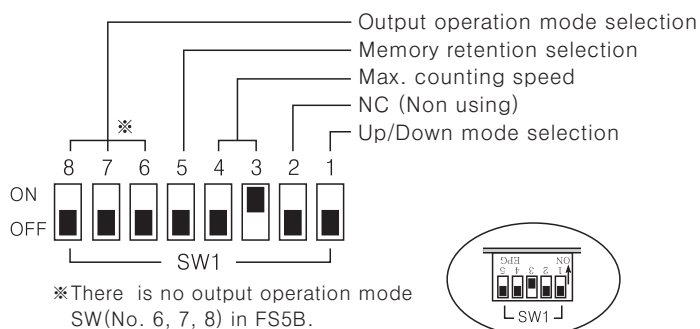 Output operation mode selection
Memory retention selection
Max. counting speed
NC (Non using)
Up/Down mode selection
※
8 7 6 5 4 3 2 1
ON
OFF
SW1
※There is no output operation mode
SW(No. 6, 7, 8) in FS5B.
EPG ON
5 4 3 2 1
SW1